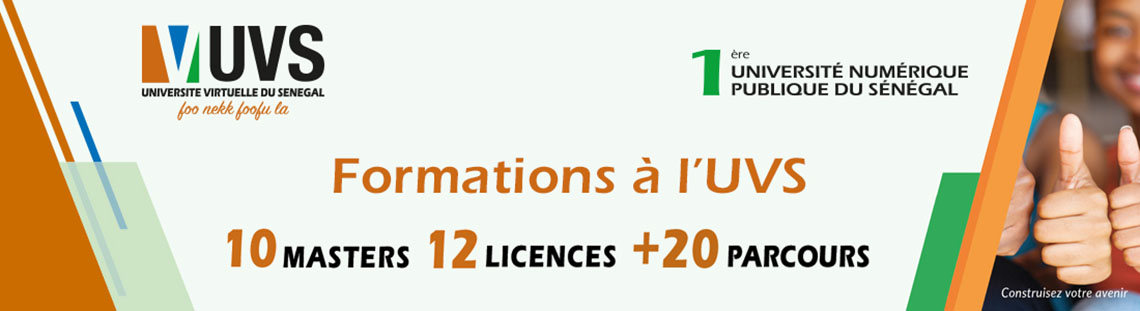 UVS
UNIVERSITE VIRTUELLE DU SENEGAL
foo nekk foofu la
1ère UNIVERSITÉ NUMÉRIQUE
PUBLIQUE DU SÉNÉGAL
Formations à l'UVS
10 MASTERS 12 LICENCES +20 PARCOURS
Construisez votre avenir